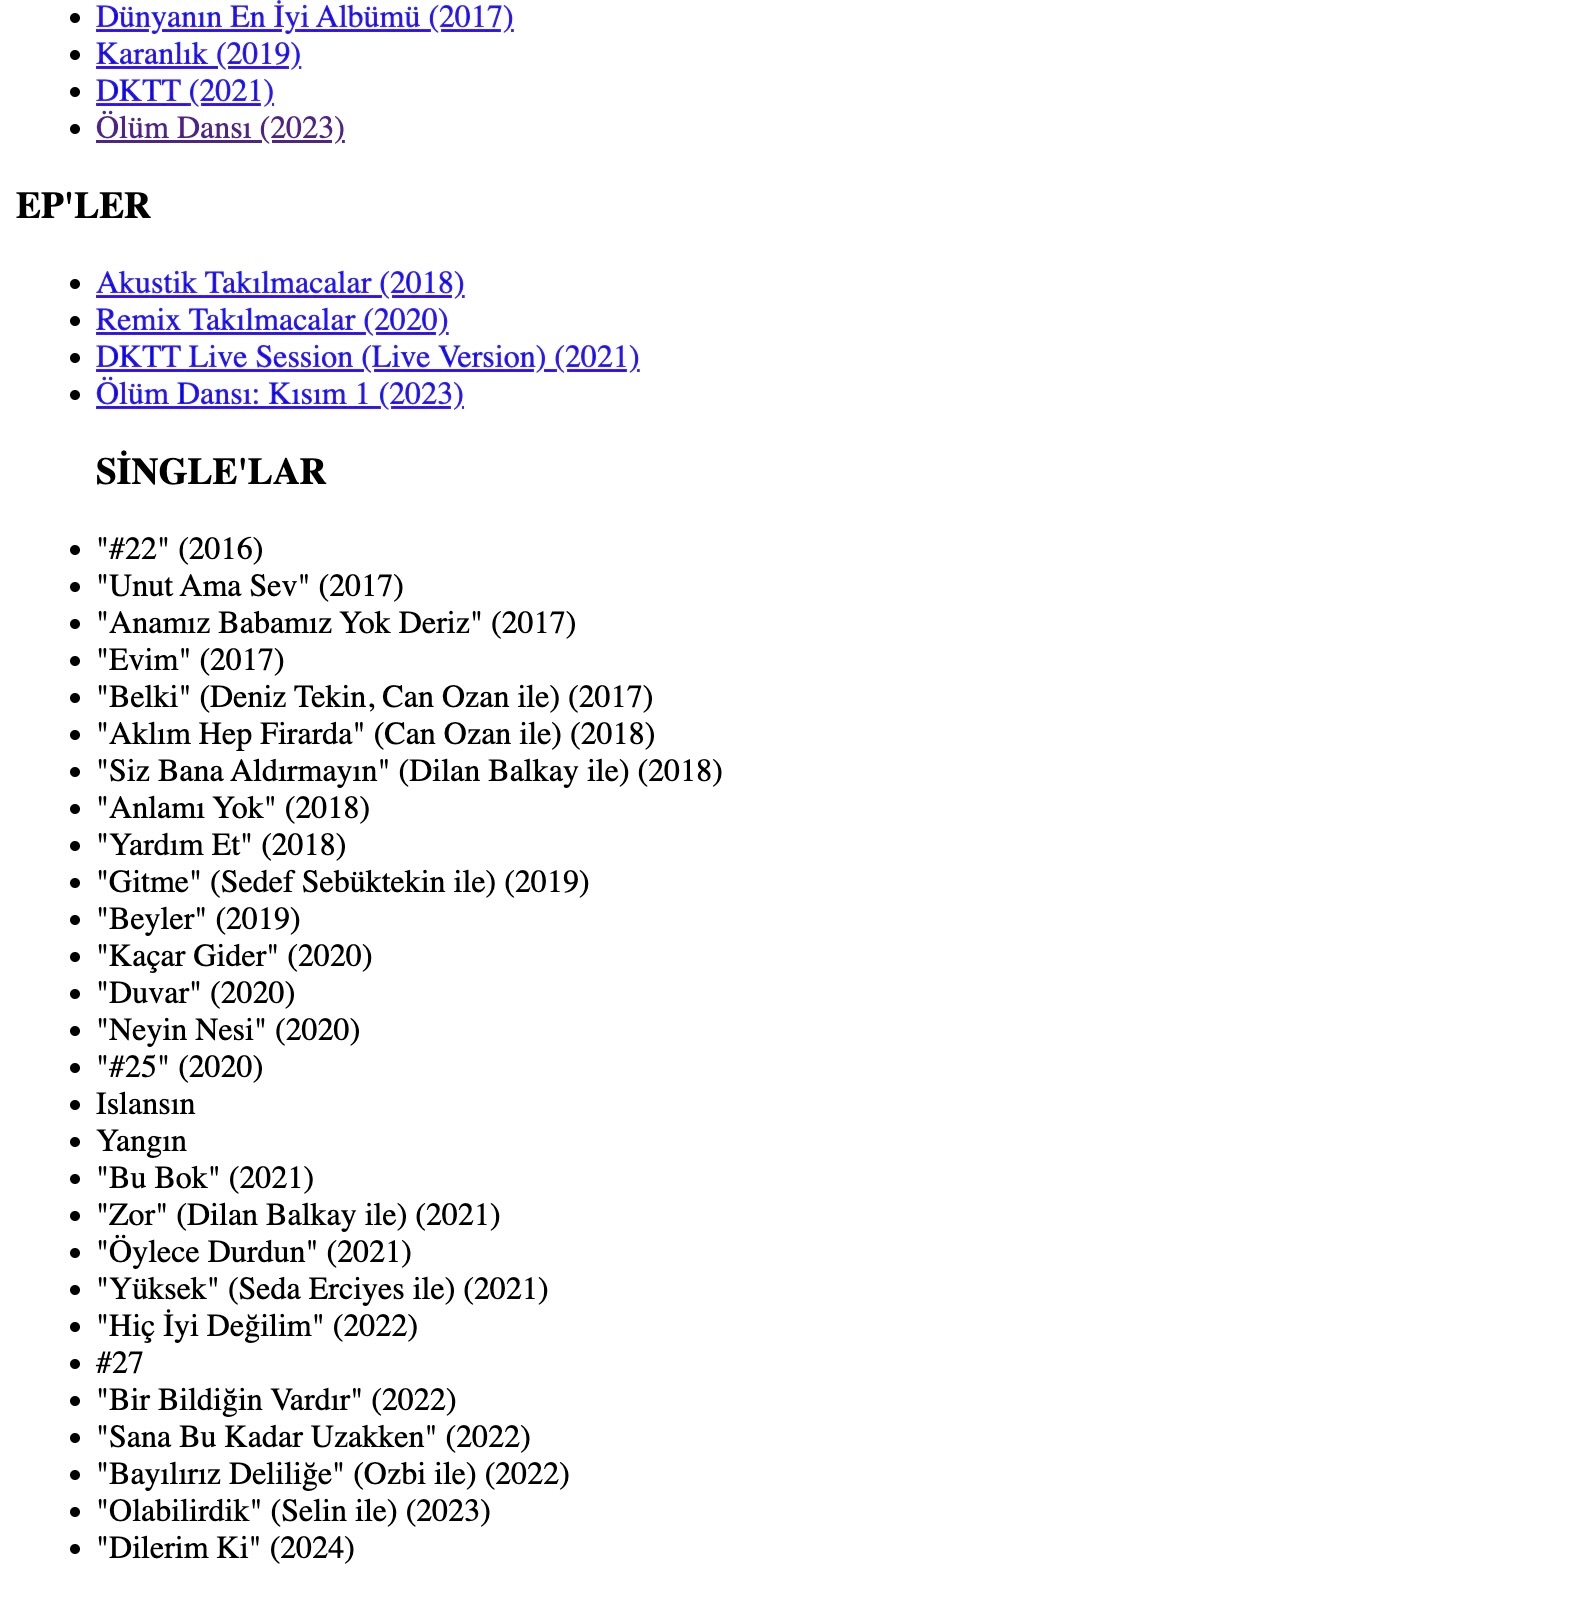 Dünyanın En İyi Albümü (2017)
Karanlık (2019)
DKTT (2021)
Ölüm Dansı (2023)
EP'LER
Akustik Takılmacalar (2018)
Remix Takılmacalar (2020)
DKTT Live Session (Live Version) (2021)
Ölüm Dansı: Kısım 1 (2023)
SİNGLE'LAR
"#22" (2016)
"Unut Ama Sev" (2017)
"Anamız Babamız Yok Deriz" (2017)
"Evim" (2017)
"Belki" (Deniz Tekin, Can Ozan ile) (2017)
"Aklım Hep Firarda" (Can Ozan ile) (2018)
"Siz Bana Aldırmayın" (Dilan Balkay ile) (2018)
"Anlamı Yok" (2018)
"Yardım Et" (2018)
"Gitme" (Sedef Sebüktekin ile) (2019)
"Beyler" (2019)
"Kaçar Gider" (2020)
"Duvar" (2020)
"Neyin Nesi" (2020)
"#25" (2020)
Islansın
Yangın
"Bu Bok" (2021)
"Zor" (Dilan Balkay ile) (2021)
"Öylece Durdun" (2021)
"Yüksek" (Seda Erciyes ile) (2021)
"Hiç İyi Değilim" (2022)
#27
"Bir Bildiğin Vardır" (2022)
"Sana Bu Kadar Uzakken" (2022)
"Bayılırız Deliliğe" (Ozbi ile) (2022)
"Olabilirdik" (Selin ile) (2023)
"Dilerim Ki" (2024)